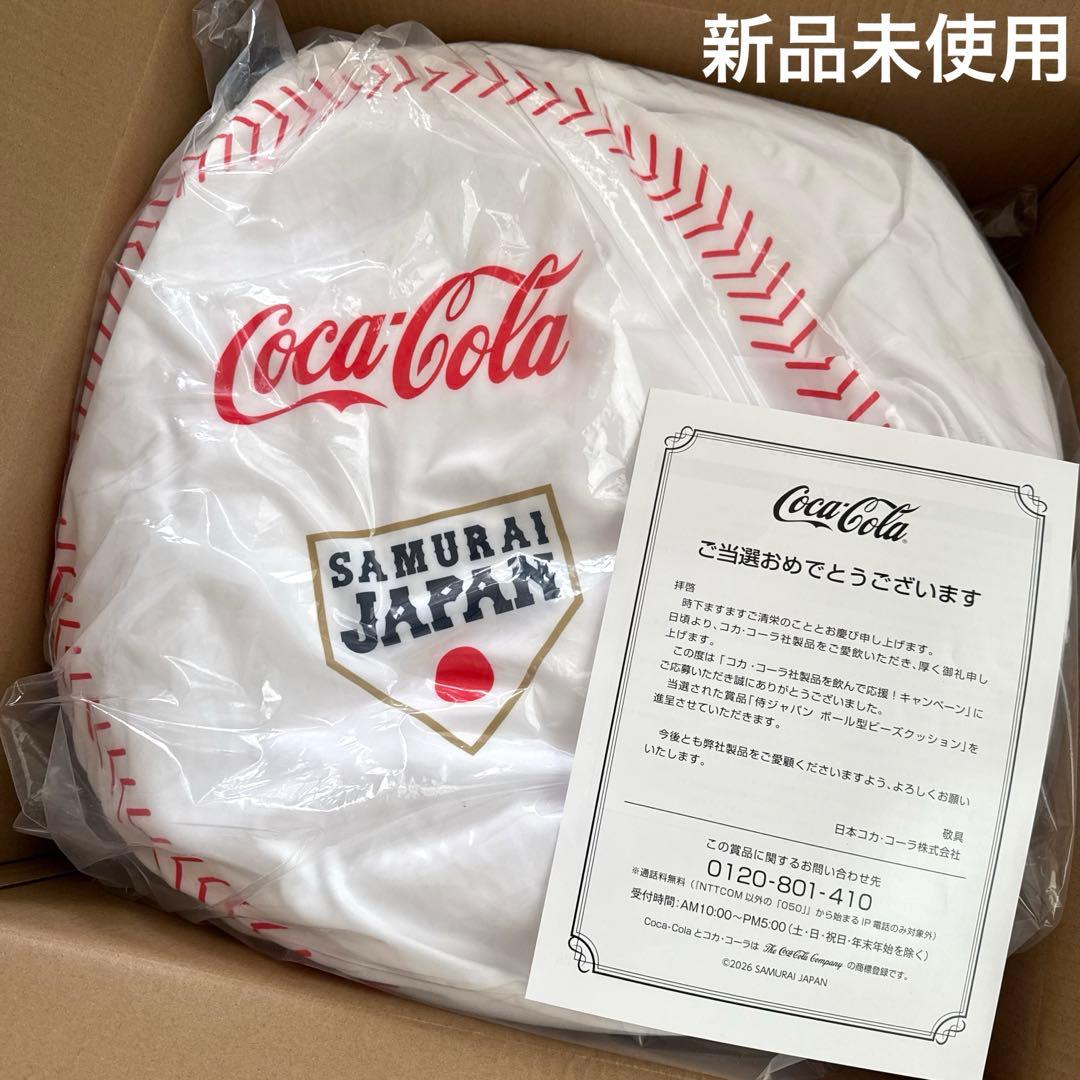 新品未使用
Coca-Cola
SAMURAI
JAPAN
Coca-Cola®
ご当選おめでとうございます
拝啓
時下ますますご清栄のこととお慶び申し上げます。
日頃より、コカ・コーラ社製品をご愛飲いただき、厚く御礼申し
上げます。
この度は「コカ・コーラ社製品を飲んで応援！キャンペーン」に
ご応募いただき誠にありがとうございました。
当選された賞品「侍ジャパン ボール型ビーズクッション」を
進呈させていただきます。
今後とも弊社製品をご愛顧くださいますよう、よろしくお願い
いたします。
敬具
日本コカ・コーラ株式会社
この賞品に関するお問い合わせ先
0120-801-410
※通話料無料（「NTTCOM以外の「050」」から始まるIP電話のみ対象外）
受付時間：AM10:00～PM5:00（土・日・祝日・年末年始を除く）
Coca-Colaとコカ・コーラは The Coca-Cola Company の商標登録です。
©2026 SAMURAI JAPAN